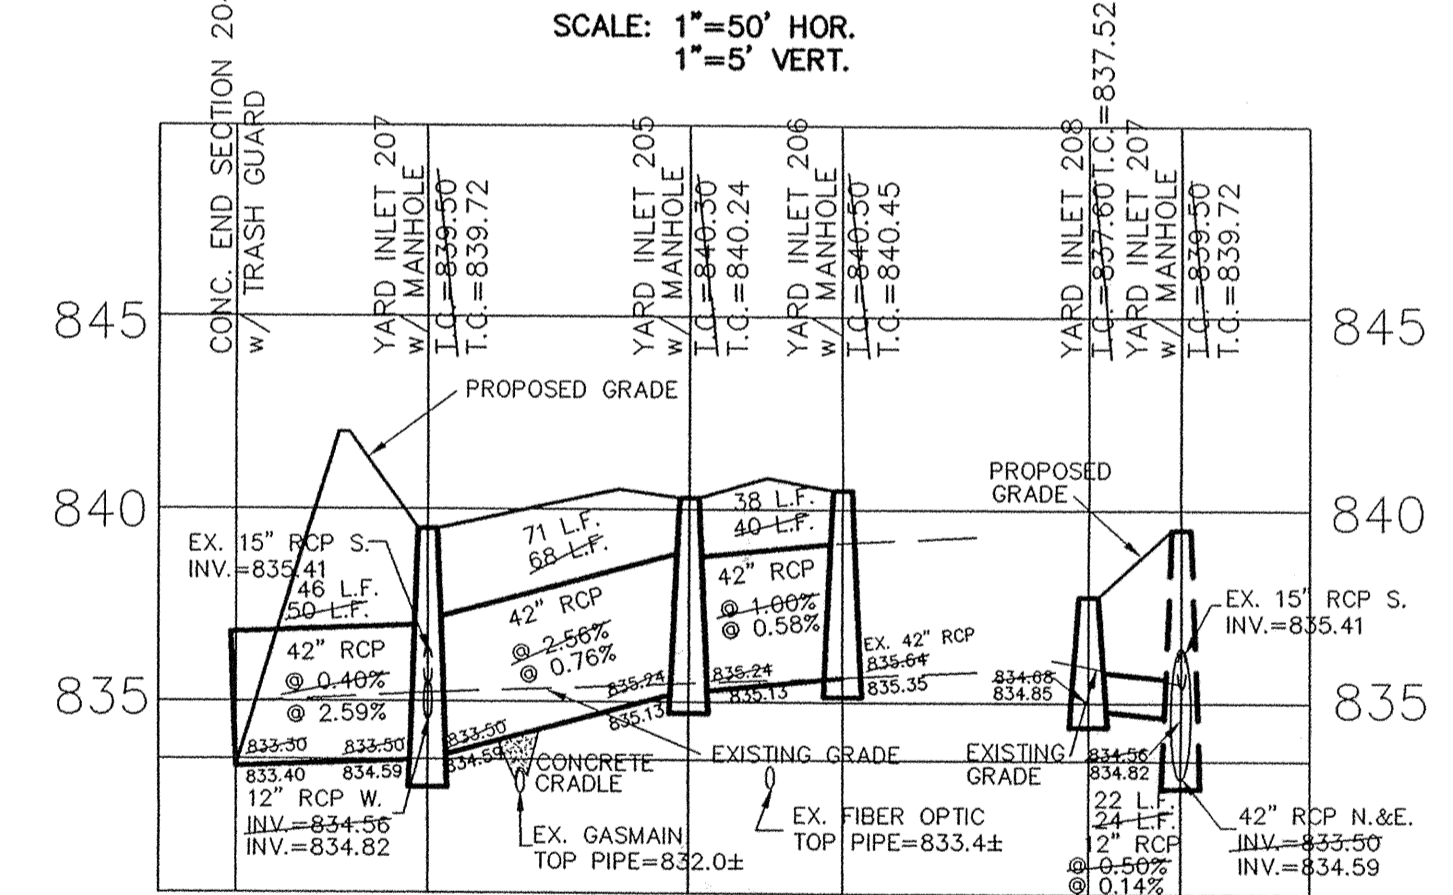 SCALE: 1"=50' HOR.
1"=5' VERT.
CONC. END SECTION
w/ TRASH GUARD
YARD INLET 207
w/ MANHOLE
T.C.=839.50
T.C.=839.72
YARD INLET 205
w/ MANHOLE
T.C.=840.30
T.C.=840.24
YARD INLET 206
w/ MANHOLE
T.C.=840.50
T.C.=840.45
YARD INLET 208
T.C.=837.60
T.C.=837.52
YARD INLET 207
w/ MANHOLE
T.C.=839.50
T.C.=839.72
845
845
PROPOSED GRADE
PROPOSED
GRADE
840
840
EX. 15" RCP S.
INV.=835.41
46 L.F.
50 L.F.
42" RCP
@ 0.40%
@ 2.59%
71 L.F.
68 L.F.
42" RCP
@ 2.56%
@ 0.76%
38 L.F.
40 L.F.
42" RCP
@ 1.00%
@ 0.58%
EX. 42" RCP
835.64
835.35
EX. 15" RCP S.
INV.=835.41
835
835
833.30
833.40
833.50
834.59
833.50
834.59
835.24
835.13
835.24
835.13
834.68
834.85
834.56
834.82
12" RCP W.
INV.=834.56
INV.=834.82
CONCRETE
CRADLE
EXISTING GRADE
EXISTING
GRADE
EX. GASMAIN
TOP PIPE=832.0±
EX. FIBER OPTIC
TOP PIPE=833.4±
22 L.F.
24 L.F.
12" RCP
@ 0.50%
@ 0.14%
42" RCP N.&E.
INV.=833.50
INV.=834.59